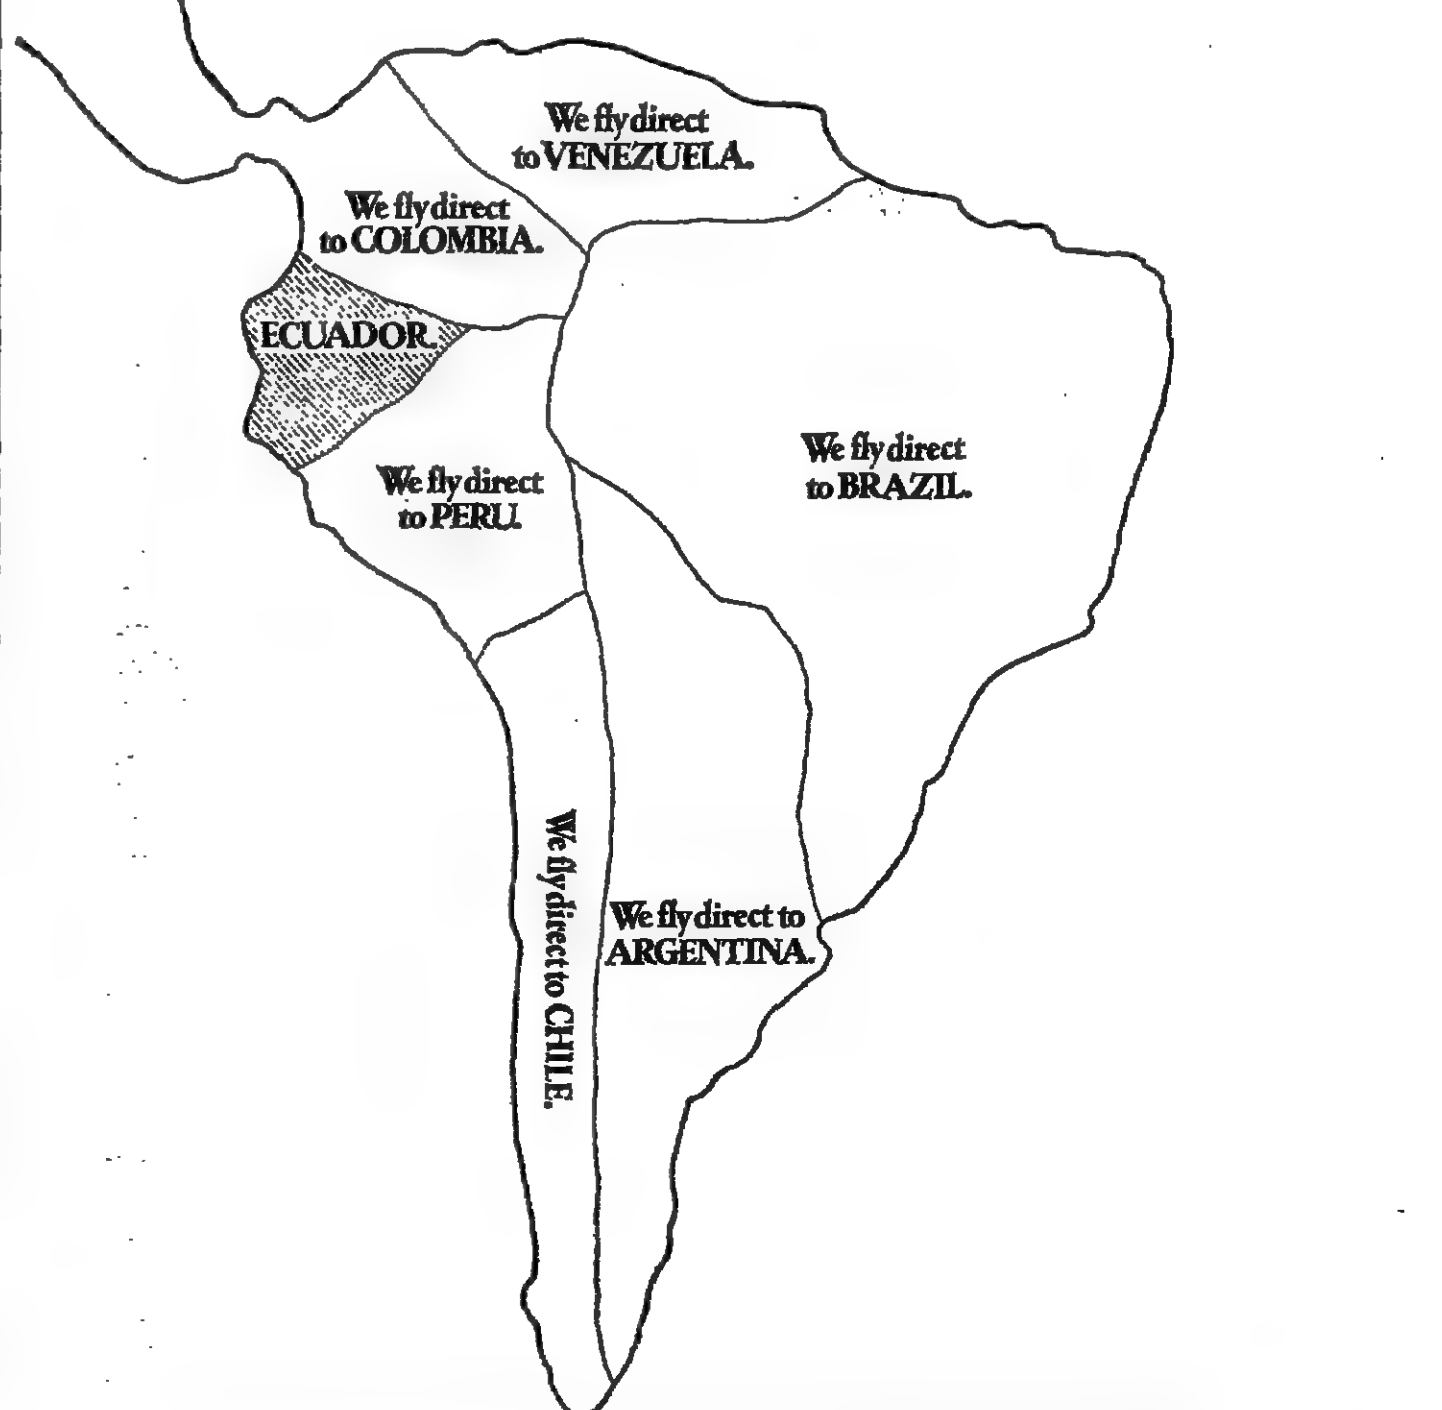 We fly direct
to VENEZUELA.
We fly direct
to COLOMBIA.
ECUADOR.
We fly direct
to BRAZIL.
We fly direct
to PERU.
We fly direct to CHILE.
We fly direct to
ARGENTINA.